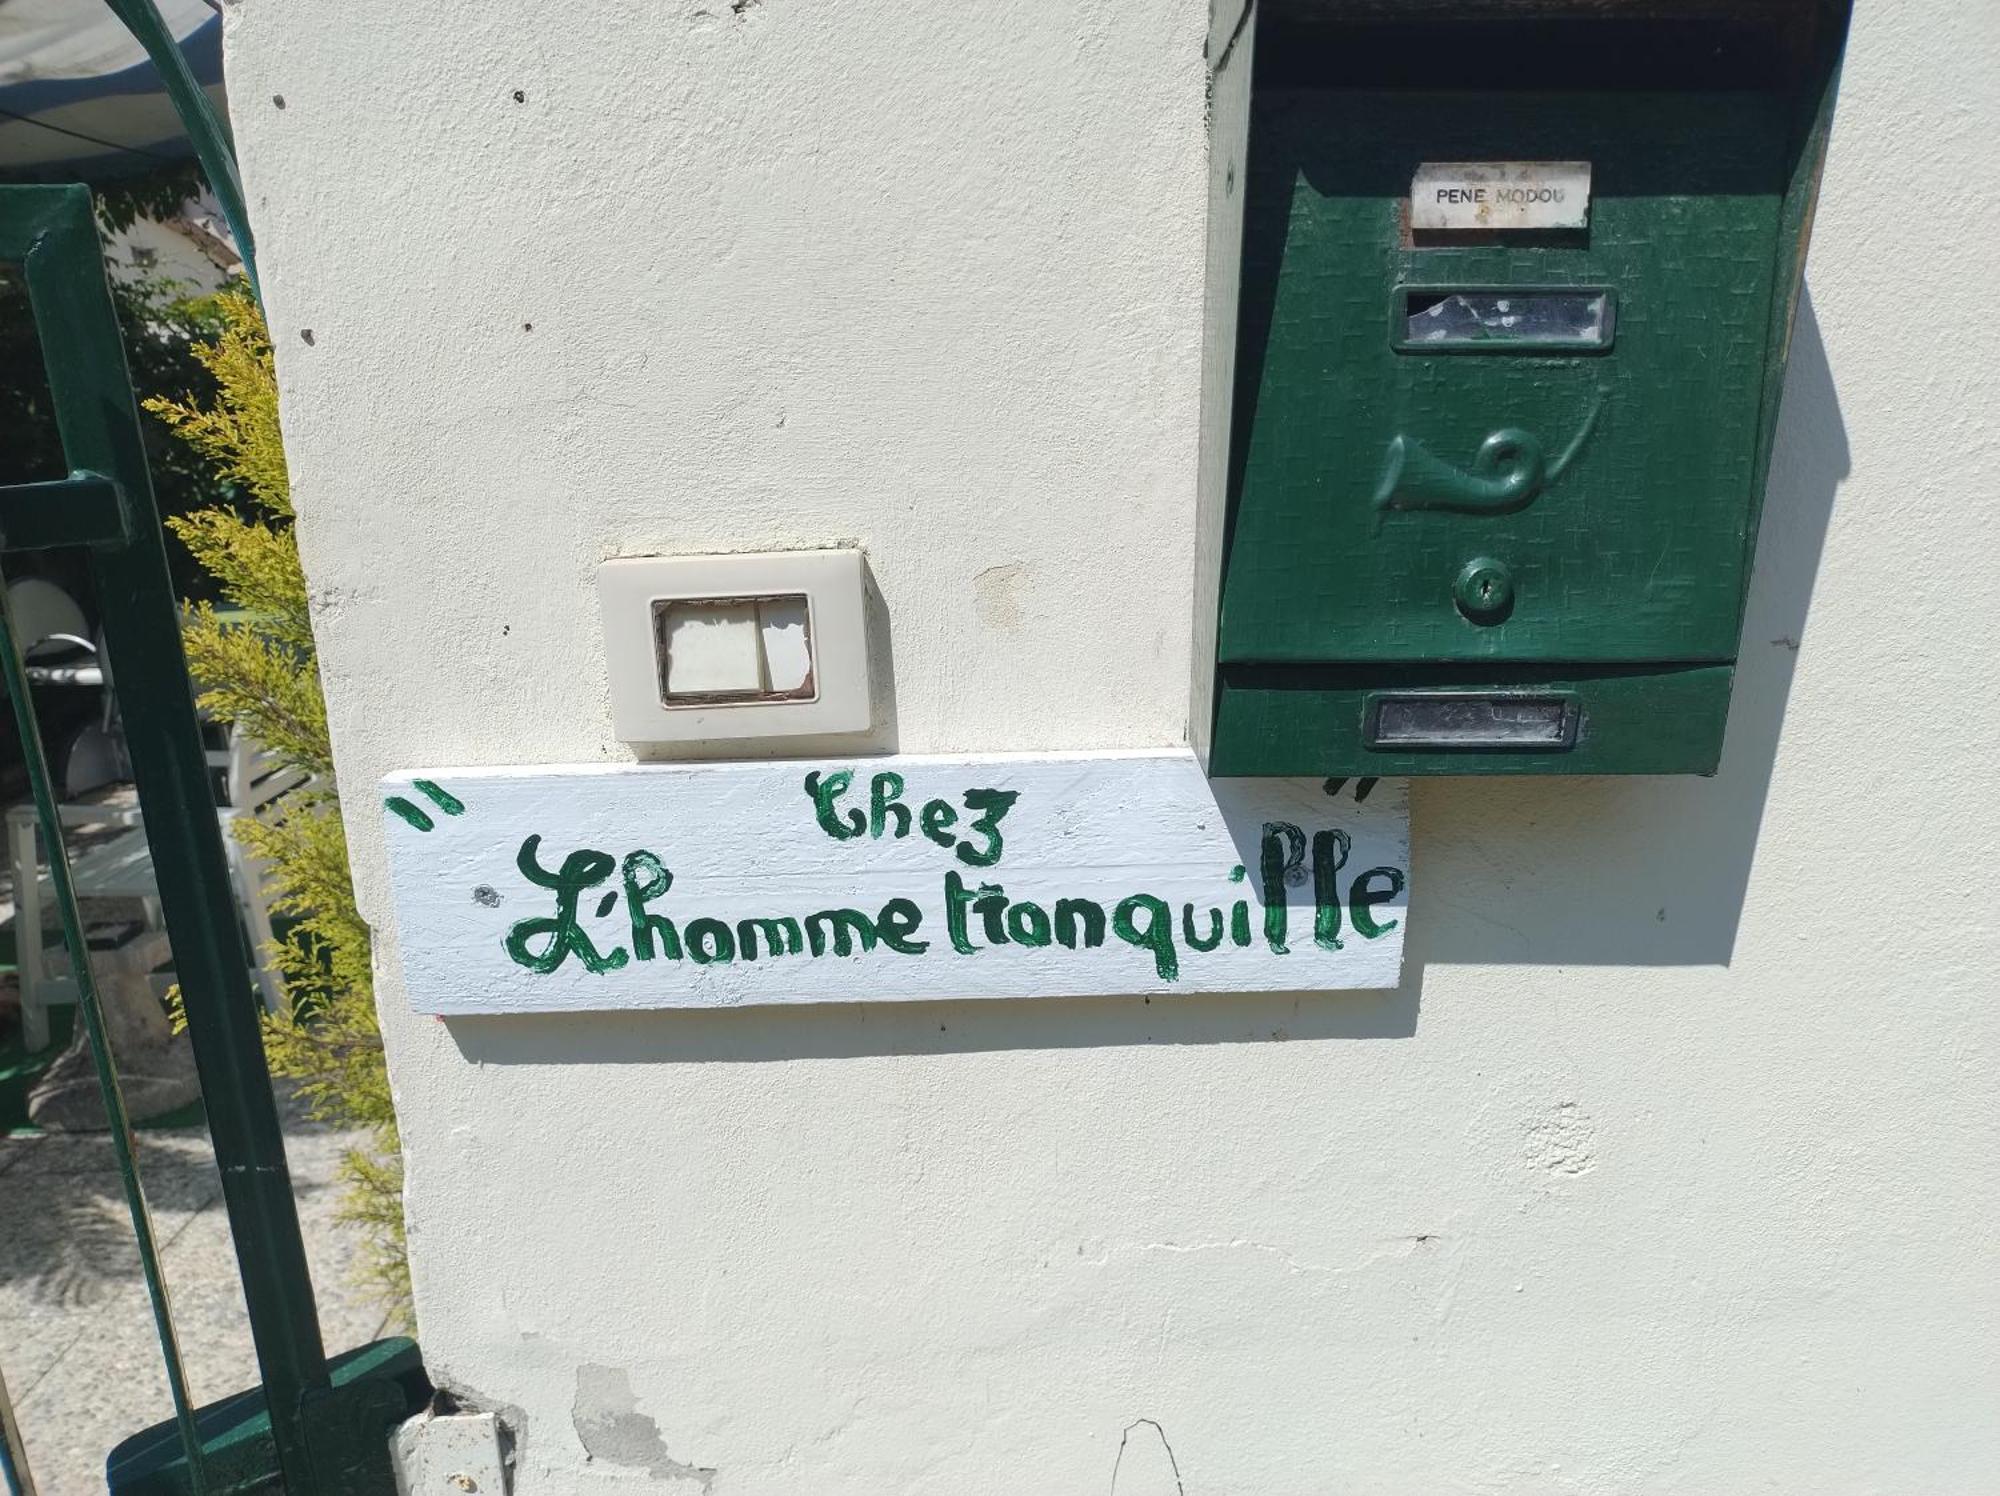 PENE MODOU
" Chez "
L'homme tranquille